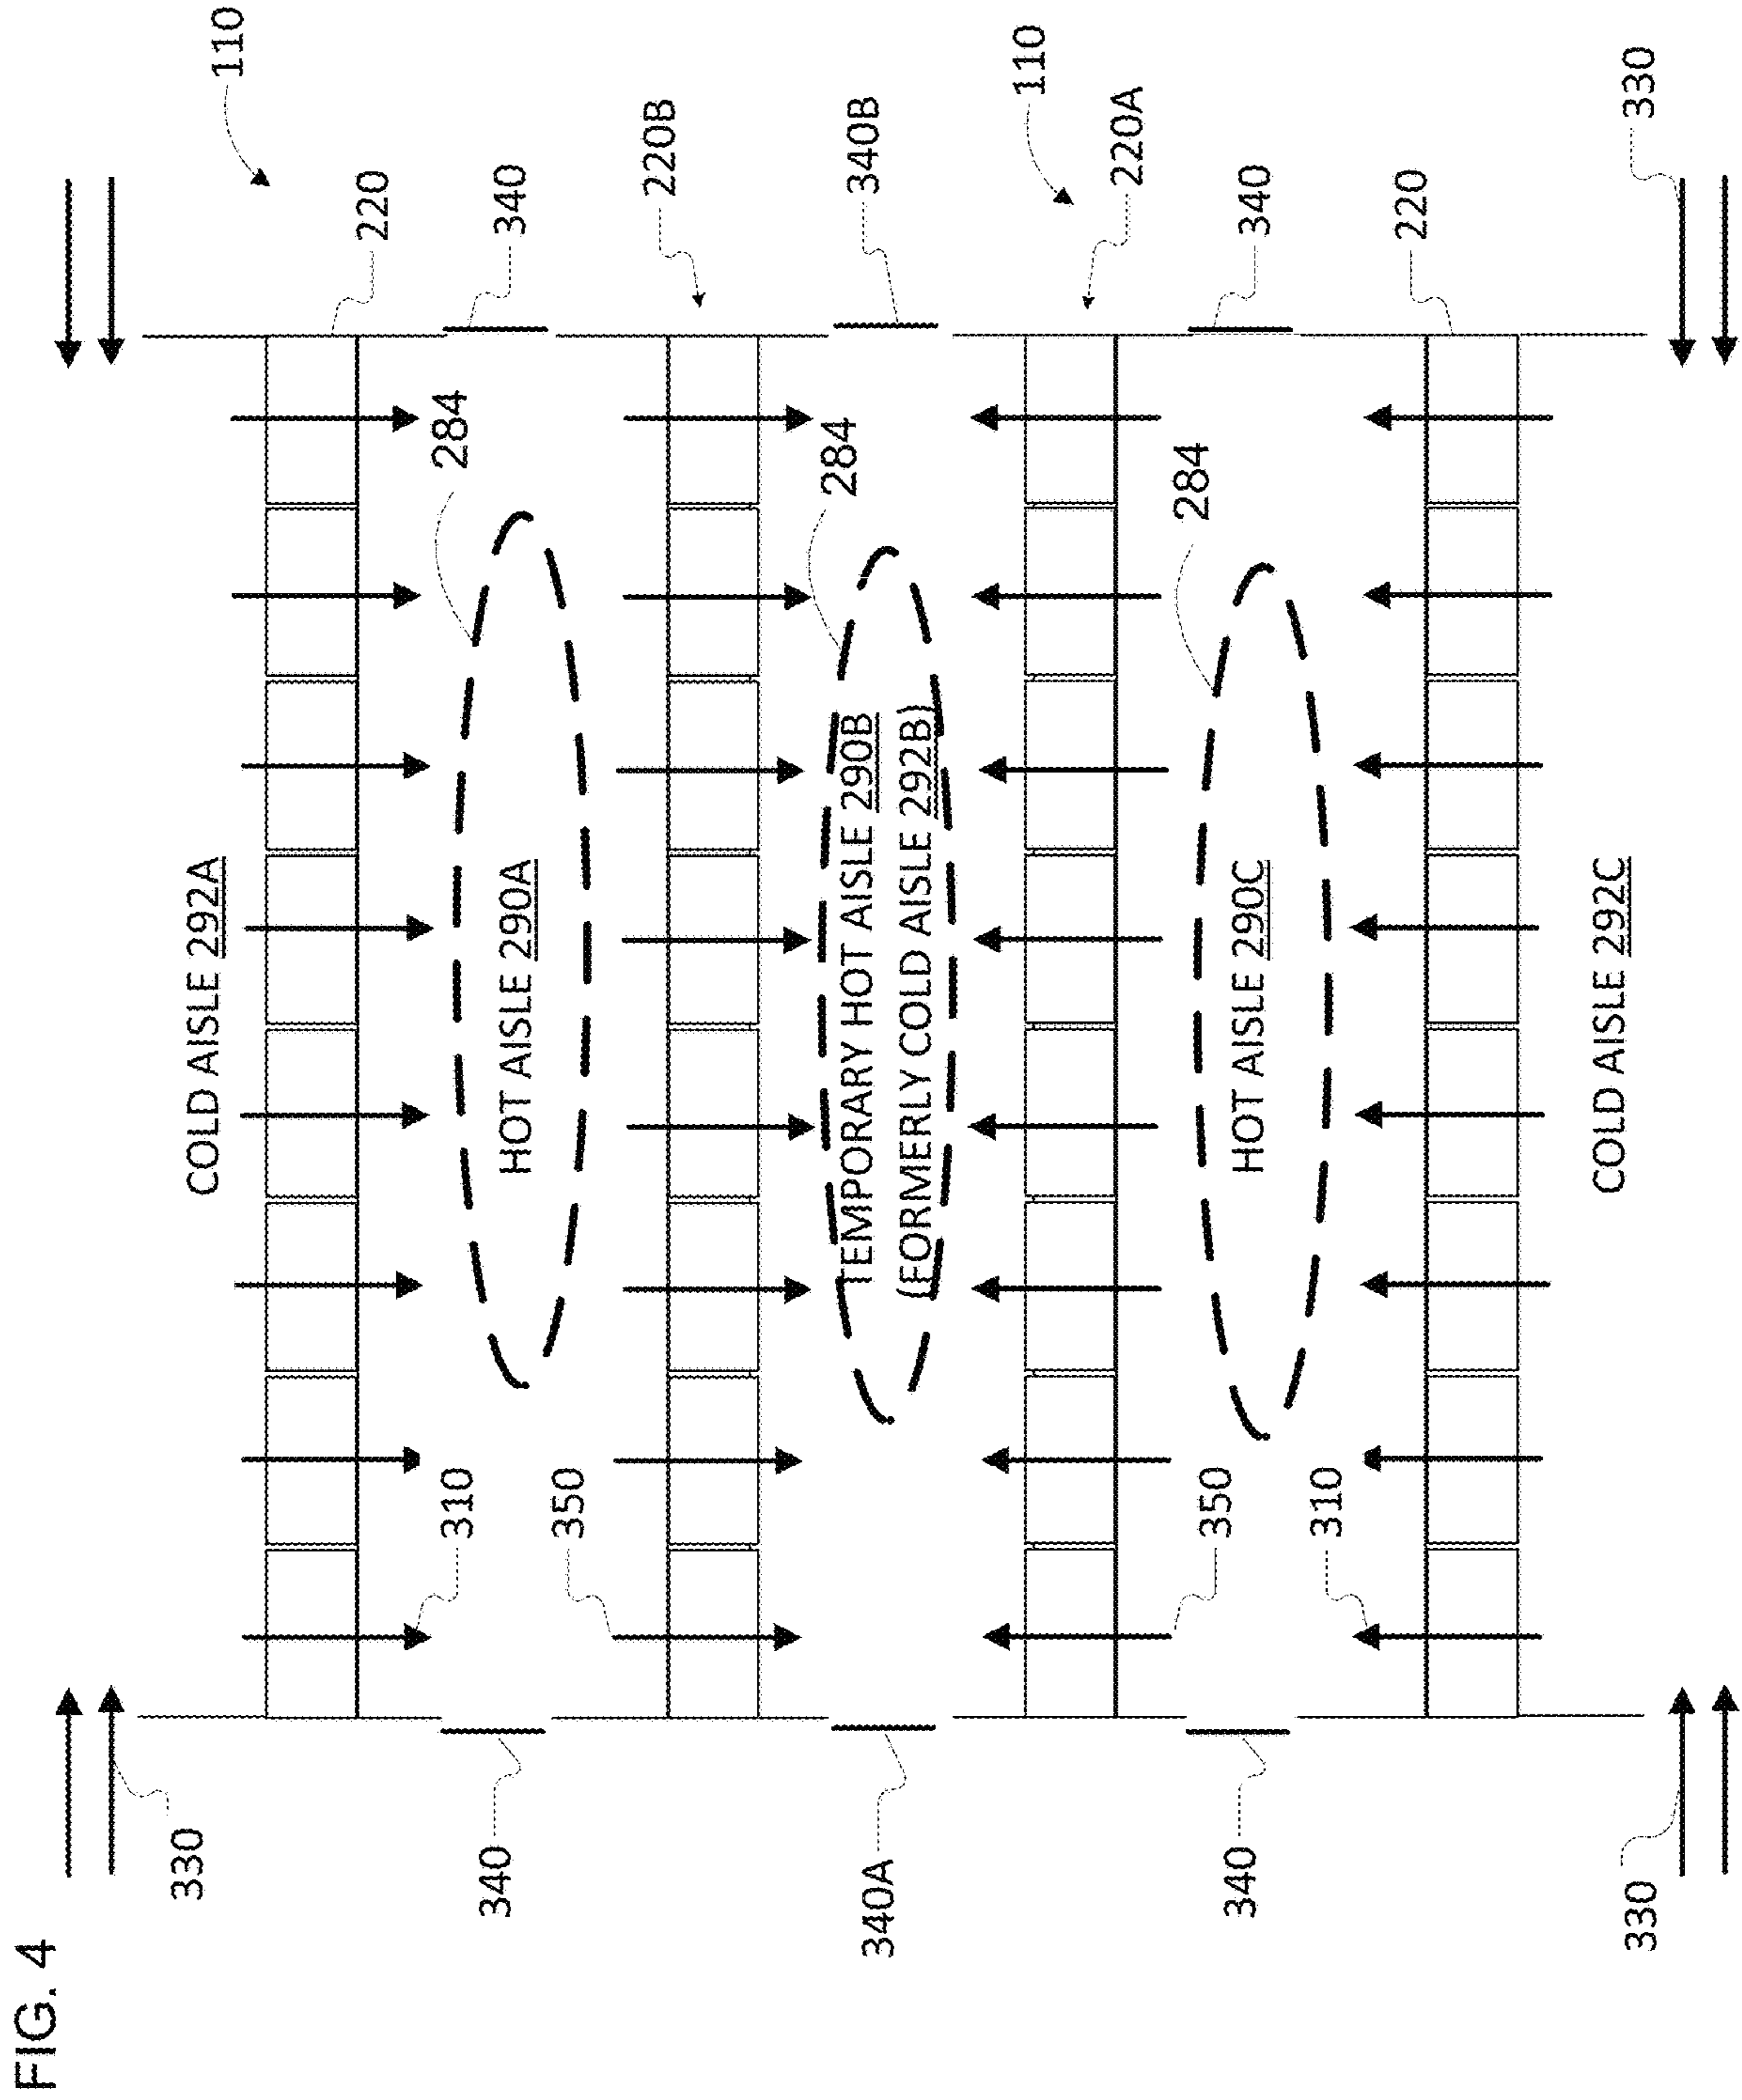 FIG. 4
330
COLD AISLE 292A
110
220
310
284
340
HOT AISLE 290A
340
350
220B
284
340A
TEMPORARY HOT AISLE 290B
(FORMERLY COLD AISLE 292B)
340B
110
220A
284
350
340
HOT AISLE 290C
340
310
220
330
COLD AISLE 292C
330